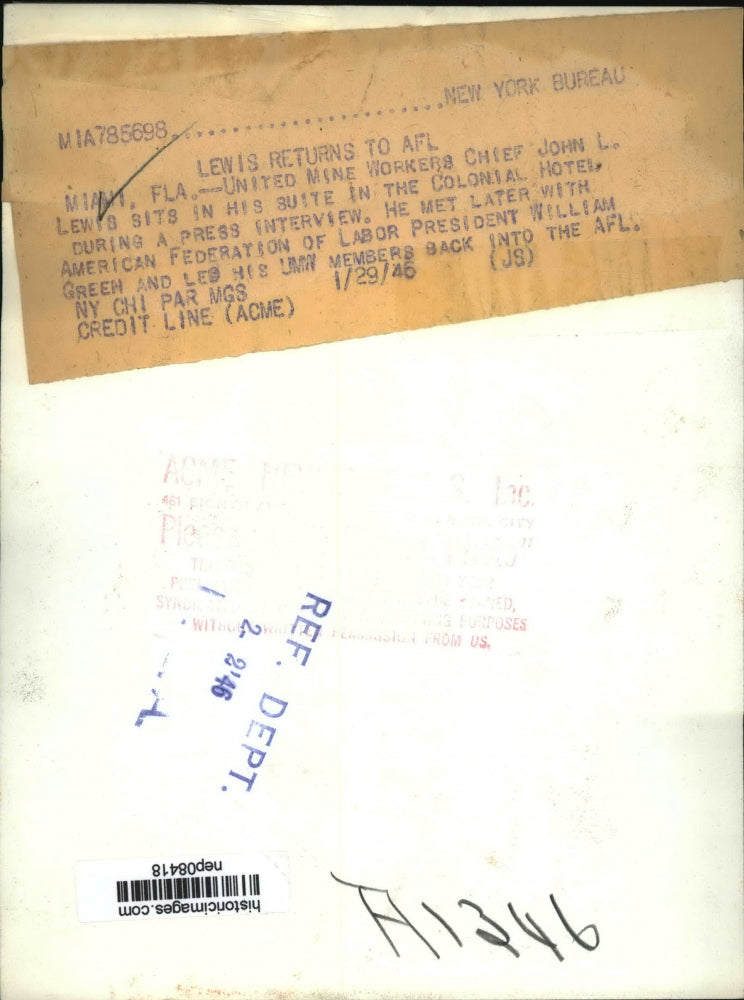 MIA785698........................NEW YORK BUREAU
LEWIS RETURNS TO AFL
MIAMI, FLA.--UNITED MINE WORKERS CHIEF JOHN L.
LEWIS SITS IN HIS SUITE IN THE COLONIAL HOTEL,
DURING A PRESS INTERVIEW. HE MET LATER WITH
AMERICAN FEDERATION OF LABOR PRESIDENT WILLIAM
GREEN AND LED HIS UMW MEMBERS BACK INTO THE AFL.
NY CHI PAR MGS 1/29/46 (JS)
CREDIT LINE (ACME)
ACME Inc.
461
CITY
PURPOSES
PERMISSION FROM US.
REF. DEPT.
2 2'46
nep08418
historicimages.com
A1346